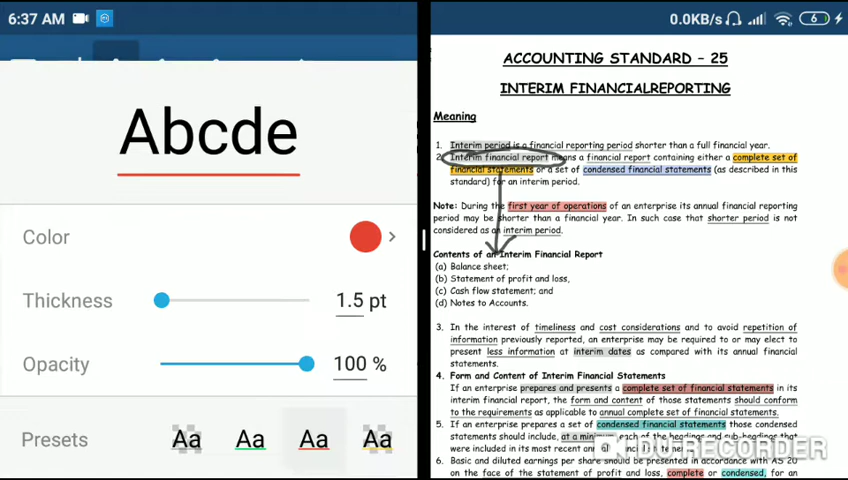 6:37 AM
0.0KB/s
6
Abcde
Color
Thickness
1.5 pt
Opacity
100 %
Presets
Aa
Aa
Aa
Aa
ACCOUNTING STANDARD - 25
INTERIM FINANCIALREPORTING
Meaning
1. Interim period is a financial reporting period shorter than a full financial year.
2. Interim financial report means a financial report containing either a complete set of
financial statements or a set of condensed financial statements (as described in this
standard) for an interim period.
Note: During the first year of operations of an enterprise its annual financial reporting
period may be shorter than a financial year. In such case that shorter period is not
considered as an interim period.
Contents of an Interim Financial Report
(a) Balance sheet;
(b) Statement of profit and loss,
(c) Cash flow statement; and
(d) Notes to Accounts.
3. In the interest of timeliness and cost considerations and to avoid repetition of
information previously reported, an enterprise may be required to or may elect to
present less information at interim dates as compared with its annual financial
statements.
4. Form and Content of Interim Financial Statements
If an enterprise prepares and presents a complete set of financial statements in its
interim financial report, the form and content of those statements should conform
to the requirements as applicable to annual complete set of financial statements.
5. If an enterprise prepares a set of condensed financial statements those condensed
statements should include, at a minimum, each of the headings and sub-headings that
were included in its most recent annual financial
DU RECORDER
6. Basic and diluted earnings per share should be presented in accordance with AS 20
on the face of the statement of profit and loss, complete or condensed, for an